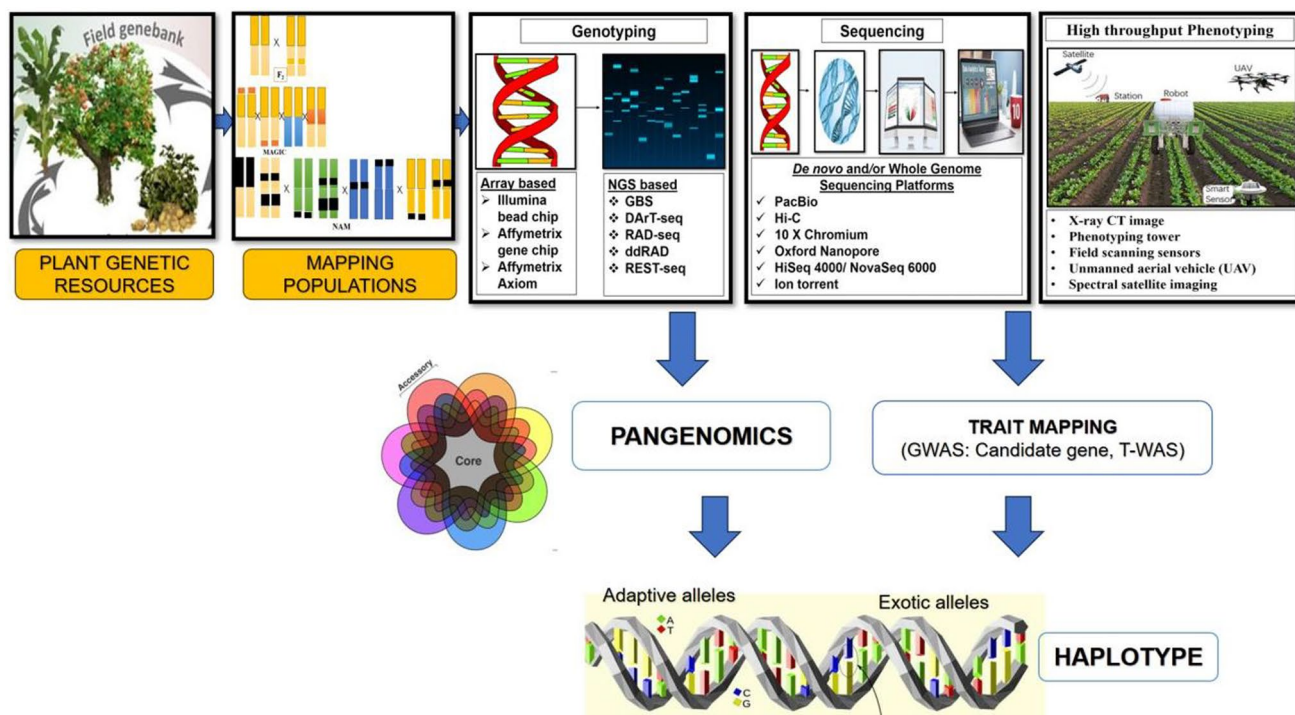 Field genebank
PLANT GENETIC
RESOURCES
X
F2
X
X
X
MAGIC
X
X
X
NAM
MAPPING
POPULATIONS
Genotyping
Array based
➢ Illumina
bead chip
➢ Affymetrix
gene chip
➢ Affymetrix
Axiom
NGS based
❖ GBS
❖ DArT-seq
❖ RAD-seq
❖ ddRAD
❖ REST-seq
Sequencing
10
De novo and/or Whole Genome
Sequencing Platforms
✓ PacBio
✓ Hi-C
✓ 10 X Chromium
✓ Oxford Nanopore
✓ HiSeq 4000/ NovaSeq 6000
✓ Ion torrent
High throughput Phenotyping
Satellite
UAV
Station
Robot
Smart
Sensor
• X-ray CT image
• Phenotyping tower
• Field scanning sensors
• Unmanned aerial vehicle (UAV)
• Spectral satellite imaging
Accessory
Core
PANGENOMICS
TRAIT MAPPING
(GWAS: Candidate gene, T-WAS)
Adaptive alleles
Exotic alleles
A
T
C
G
HAPLOTYPE